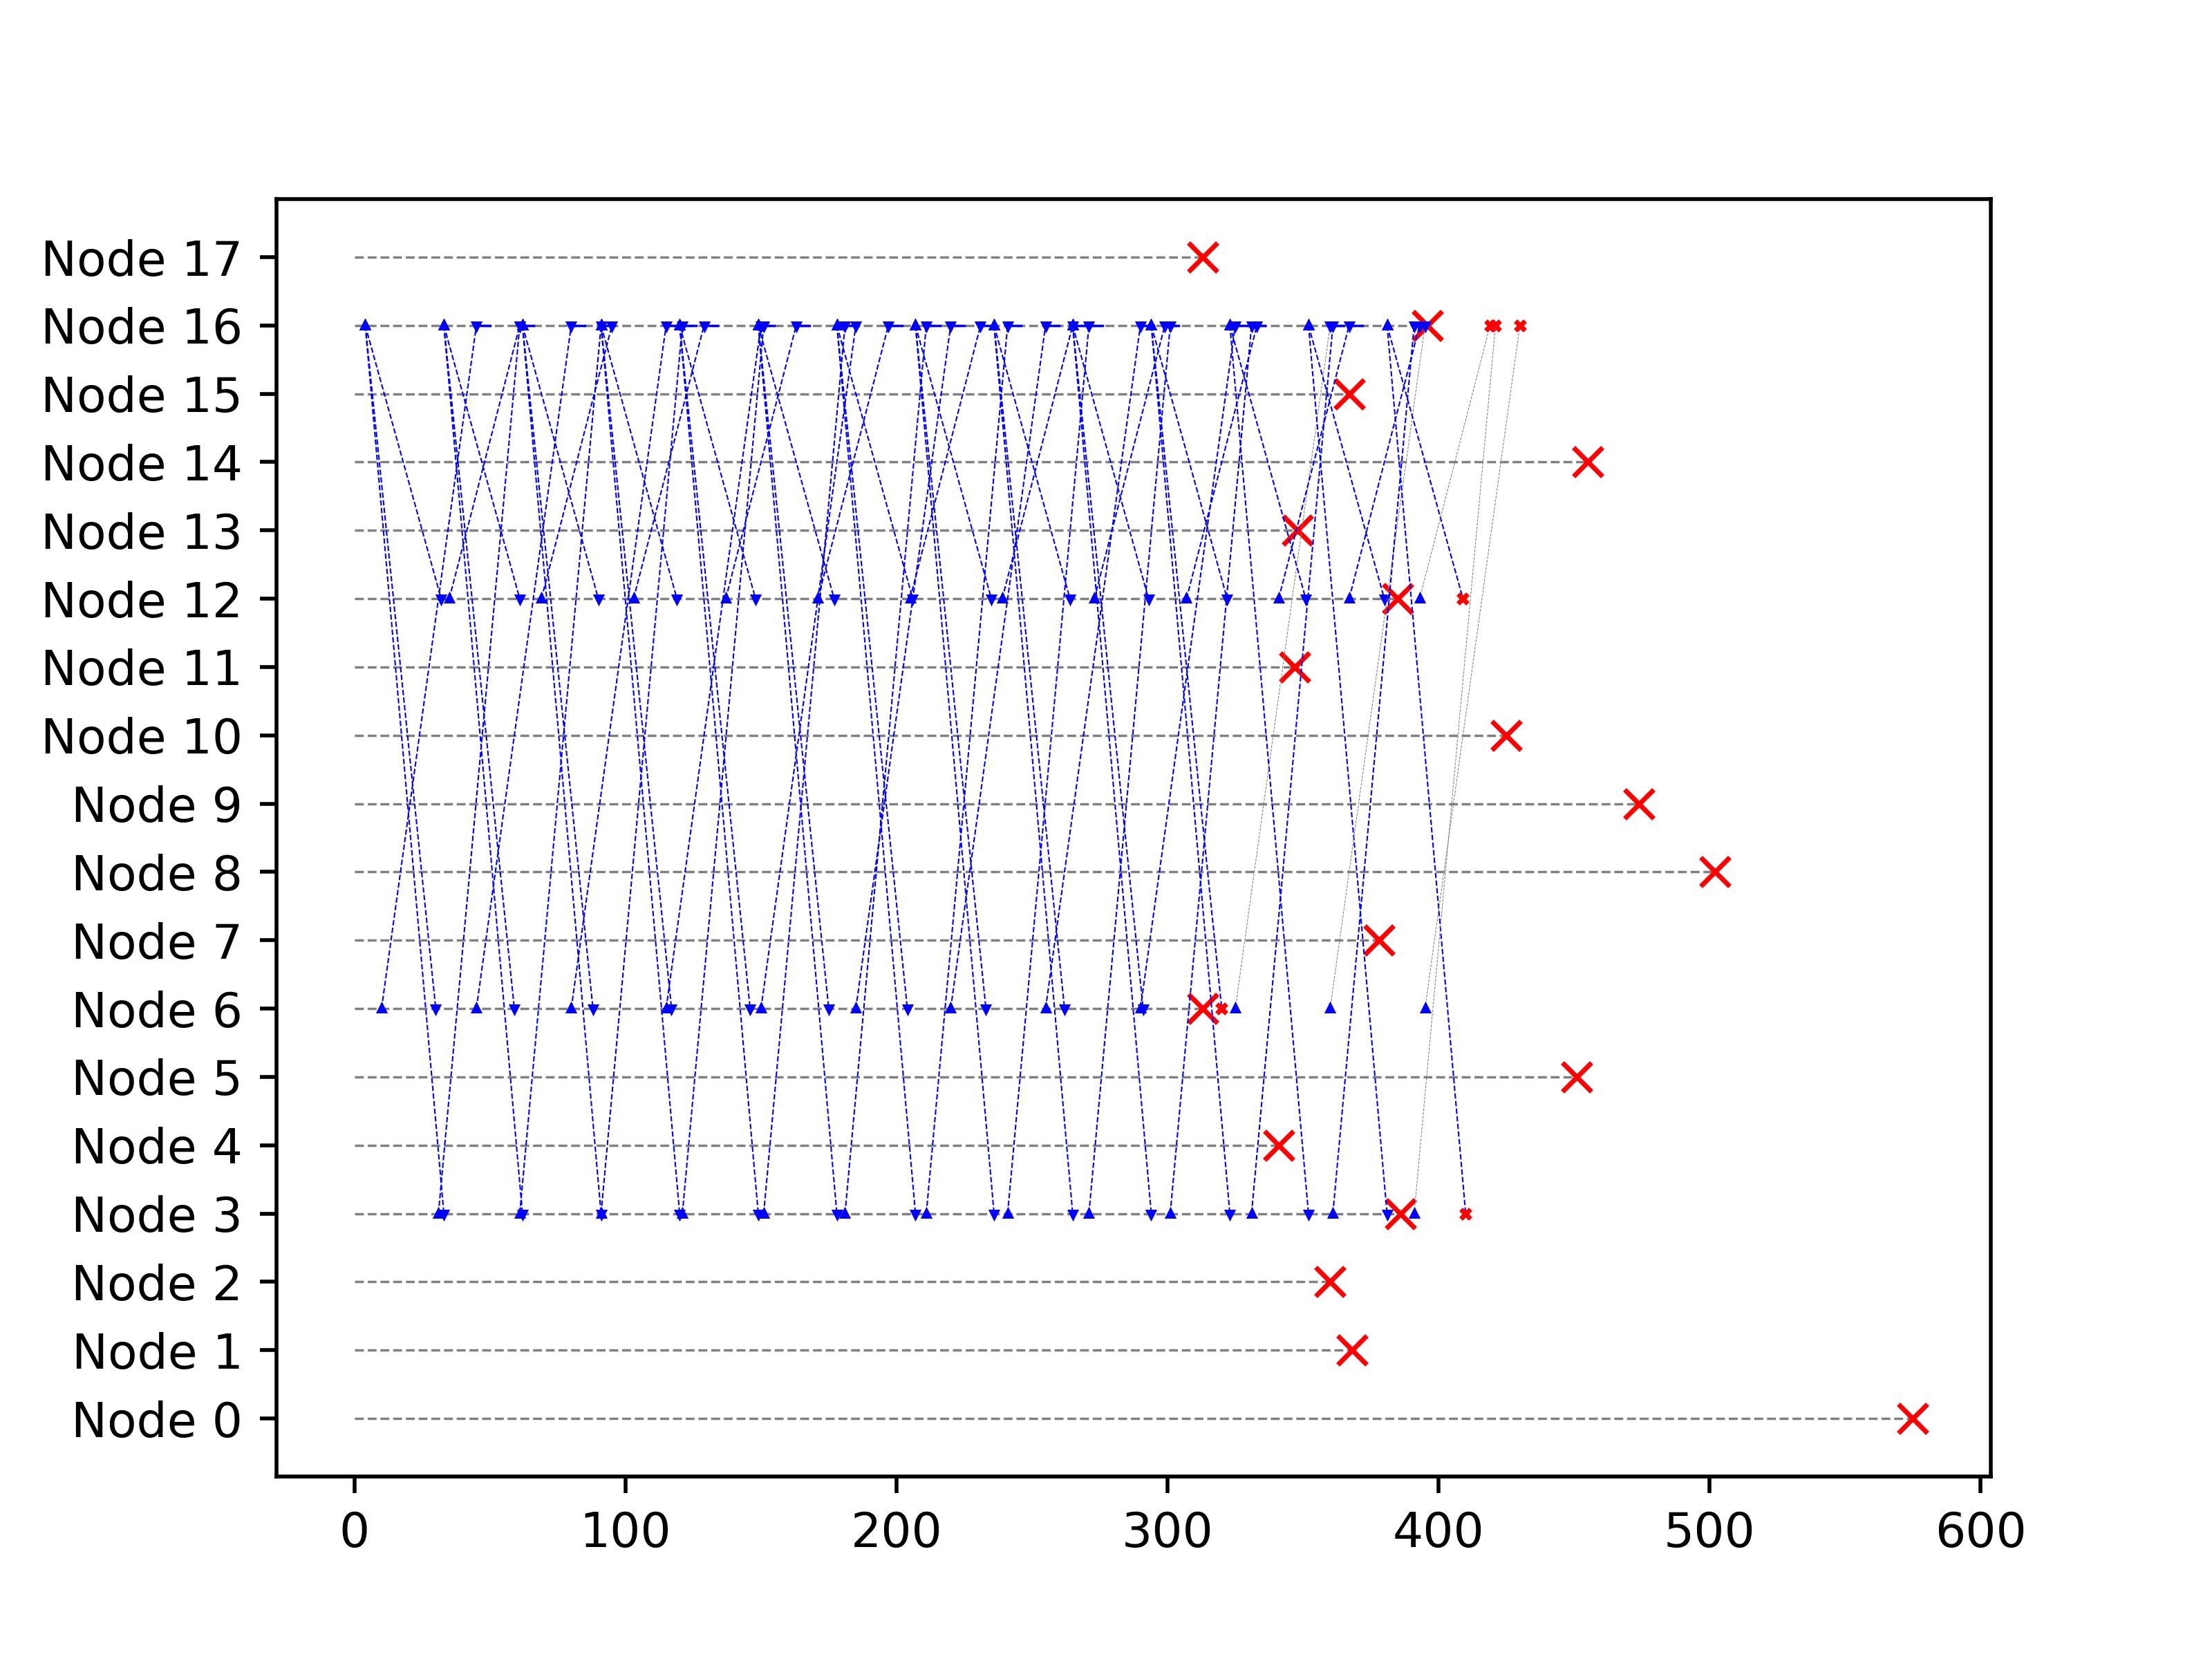 Node 17
Node 16
Node 15
Node 14
Node 13
Node 12
Node 11
Node 10
Node 9
Node 8
Node 7
Node 6
Node 5
Node 4
Node 3
Node 2
Node 1
Node 0
0 100 200 300 400 500 600